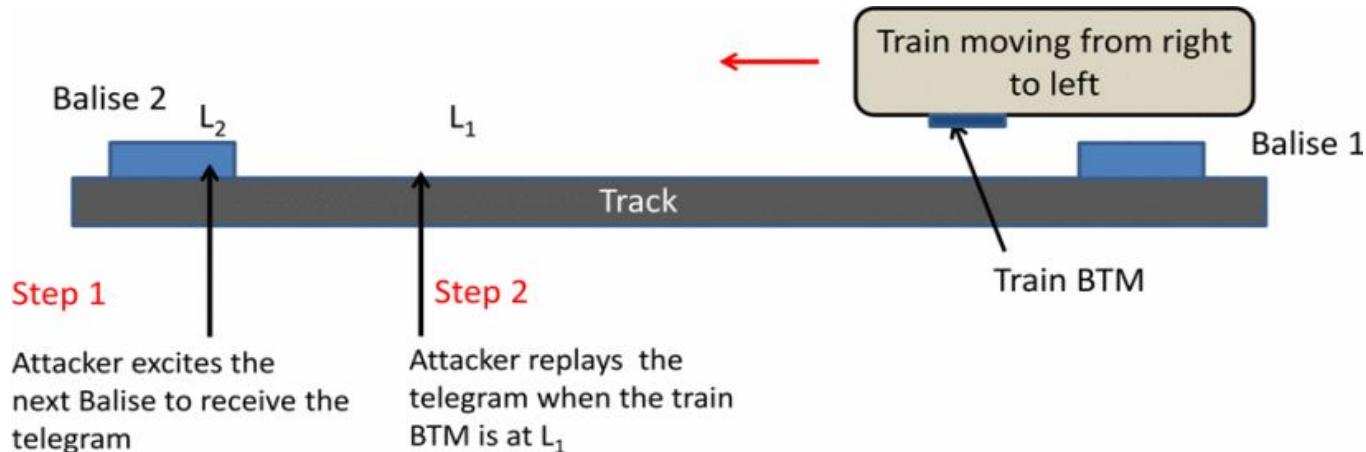 Train moving from right
to left
Balise 2
L₂
L₁
Balise 1
Track
Train BTM
Step 1
Step 2
Attacker excites the
next Balise to receive the
telegram
Attacker replays the
telegram when the train
BTM is at L₁